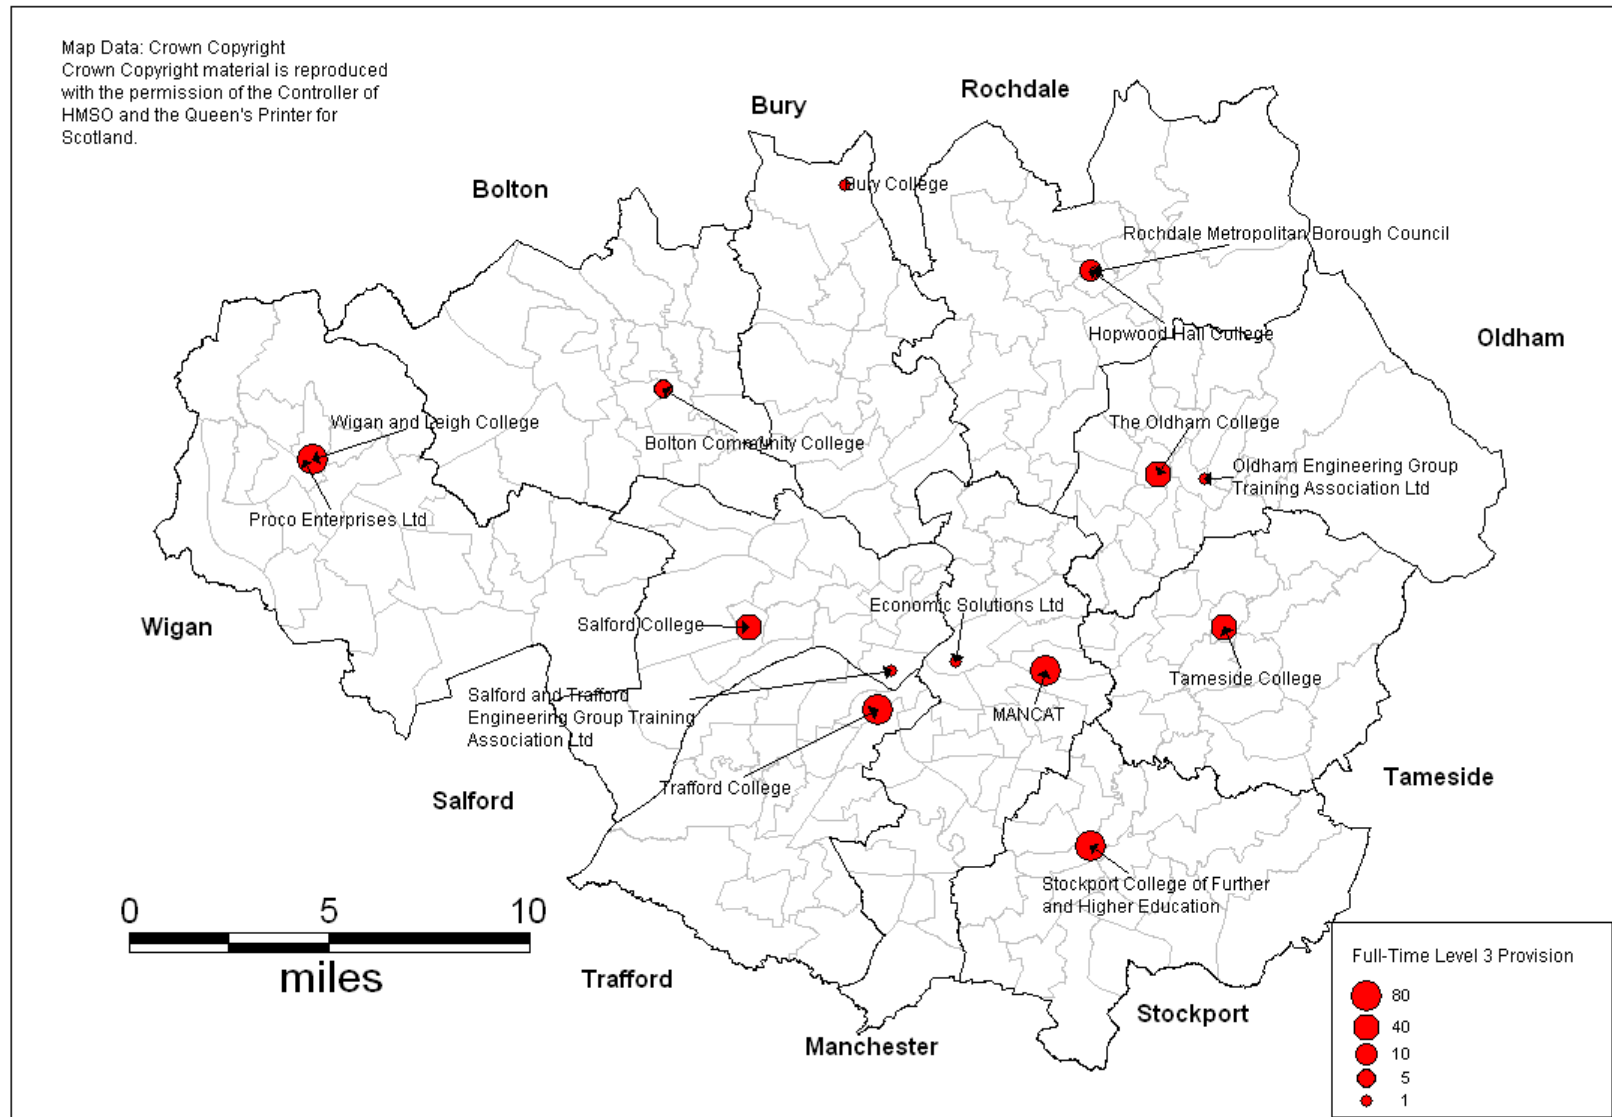 Map Data: Crown Copyright
Crown Copyright material is reproduced
with the permission of the Controller of
HMSO and the Queen's Printer for
Scotland.
Rochdale
Bury
Bolton
Bury College
Rochdale Metropolitan Borough Council
Hopwood Hall College
Oldham
Wigan and Leigh College
Bolton Community College
The Oldham College
Oldham Engineering Group
Training Association Ltd
Proco Enterprises Ltd
Economic Solutions Ltd
Wigan
Salford College
Tameside College
Salford and Trafford
Engineering Group Training
Association Ltd
MANCAT
Trafford College
Tameside
Salford
Stockport College of Further
and Higher Education
0 5 10
miles
Trafford
Stockport
Manchester
Full-Time Level 3 Provision
80
40
10
5
1